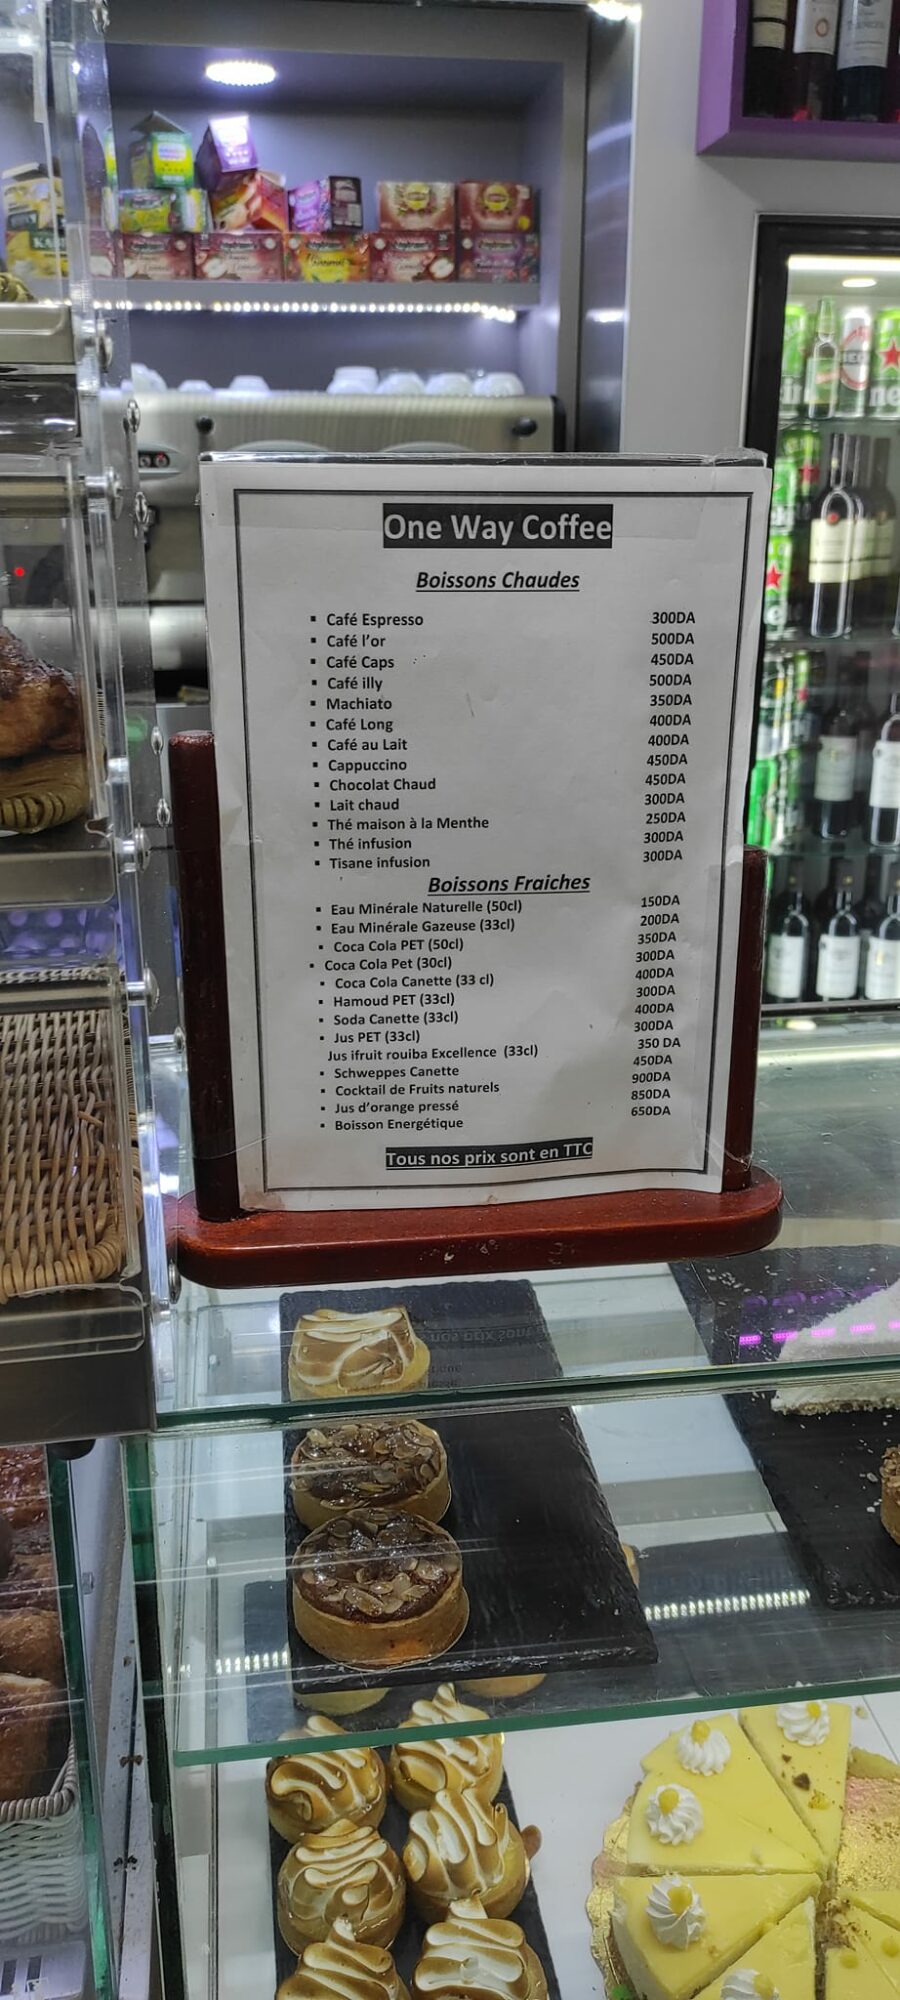 One Way Coffee
Boissons Chaudes
▪ Café Espresso 300DA
▪ Café l'or 500DA
▪ Café Caps 450DA
▪ Café illy 500DA
▪ Machiato 350DA
▪ Café Long 400DA
▪ Café au Lait 400DA
▪ Cappuccino 450DA
▪ Chocolat Chaud 450DA
▪ Lait chaud 300DA
▪ Thé maison à la Menthe 250DA
▪ Thé infusion 300DA
▪ Tisane infusion 300DA
Boissons Fraiches
▪ Eau Minérale Naturelle (50cl) 150DA
▪ Eau Minérale Gazeuse (33cl) 200DA
▪ Coca Cola PET (50cl) 350DA
▪ Coca Cola Pet (30cl) 300DA
▪ Coca Cola Canette (33 cl) 400DA
▪ Hamoud PET (33cl) 300DA
▪ Soda Canette (33cl) 400DA
▪ Jus PET (33cl) 300DA
Jus ifruit rouiba Excellence (33cl) 350 DA
▪ Schweppes Canette 450DA
▪ Cocktail de Fruits naturels 900DA
▪ Jus d'orange pressé 850DA
▪ Boisson Energétique 650DA
Tous nos prix sont en TTC